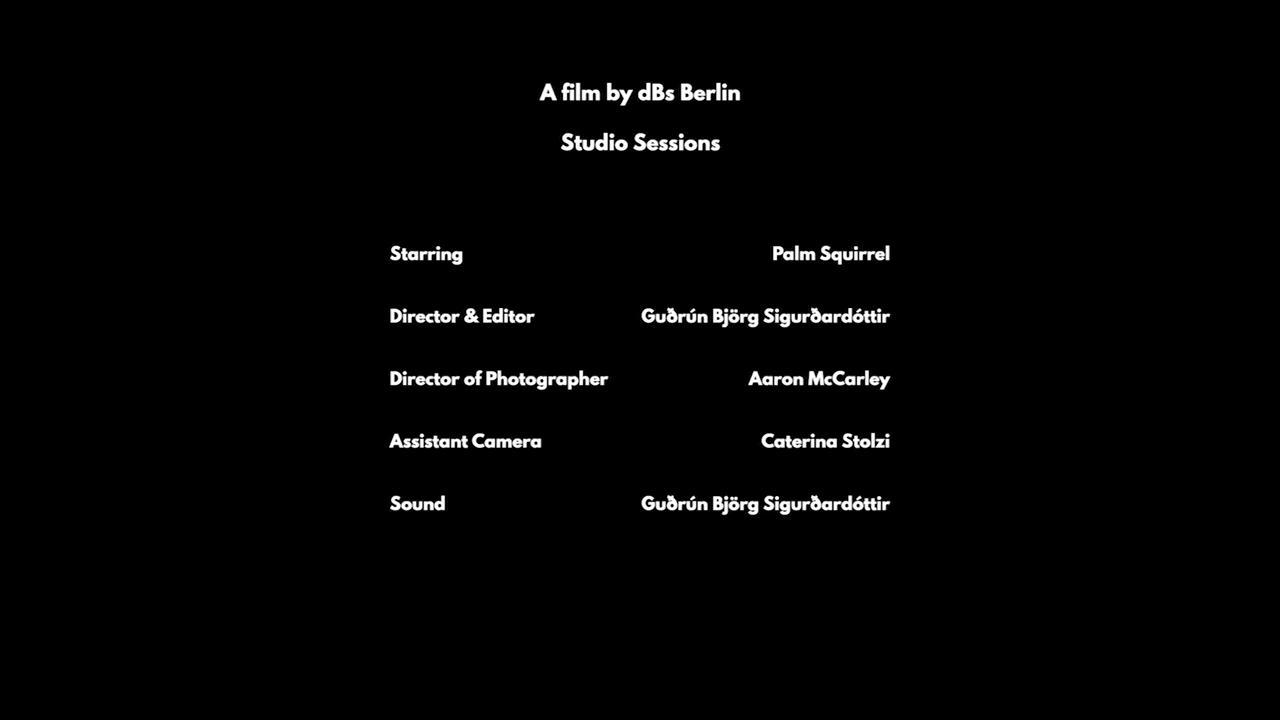 A film by dBs Berlin
Studio Sessions
Starring Palm Squirrel
Director & Editor Guðrún Björg Sigurðardóttir
Director of Photographer Aaron McCarley
Assistant Camera Caterina Stolzi
Sound Guðrún Björg Sigurðardóttir